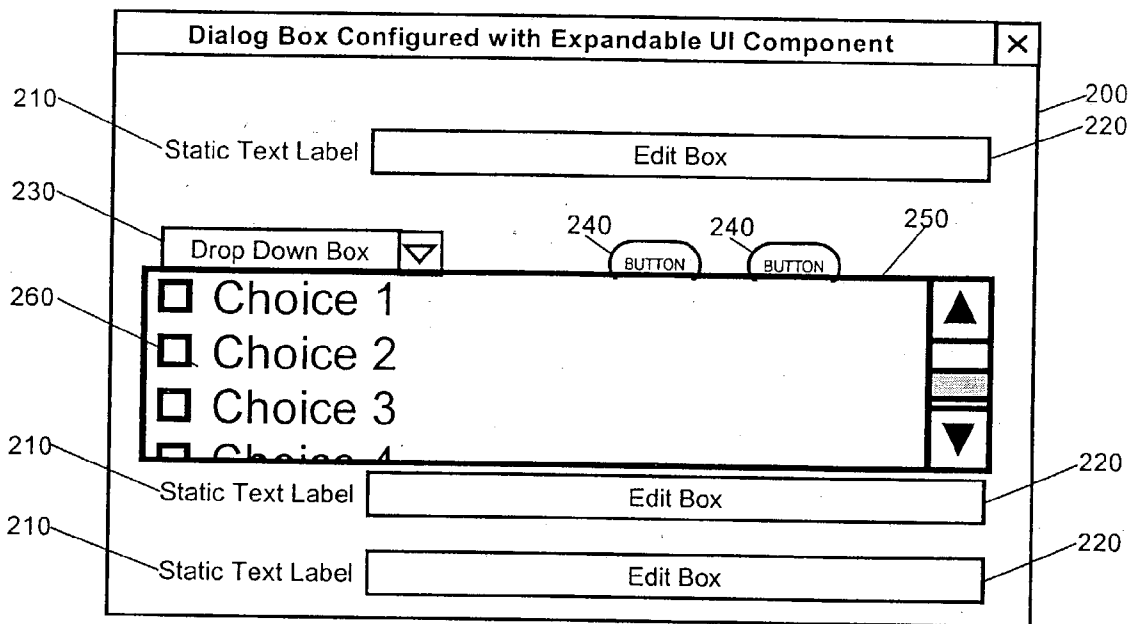 Dialog Box Configured with Expandable UI Component
210
200
220
Static Text Label
Edit Box
230
240
240
250
Drop Down Box
BUTTON
BUTTON
260
Choice 1
Choice 2
Choice 3
Choice 4
210
220
Static Text Label
Edit Box
210
220
Static Text Label
Edit Box